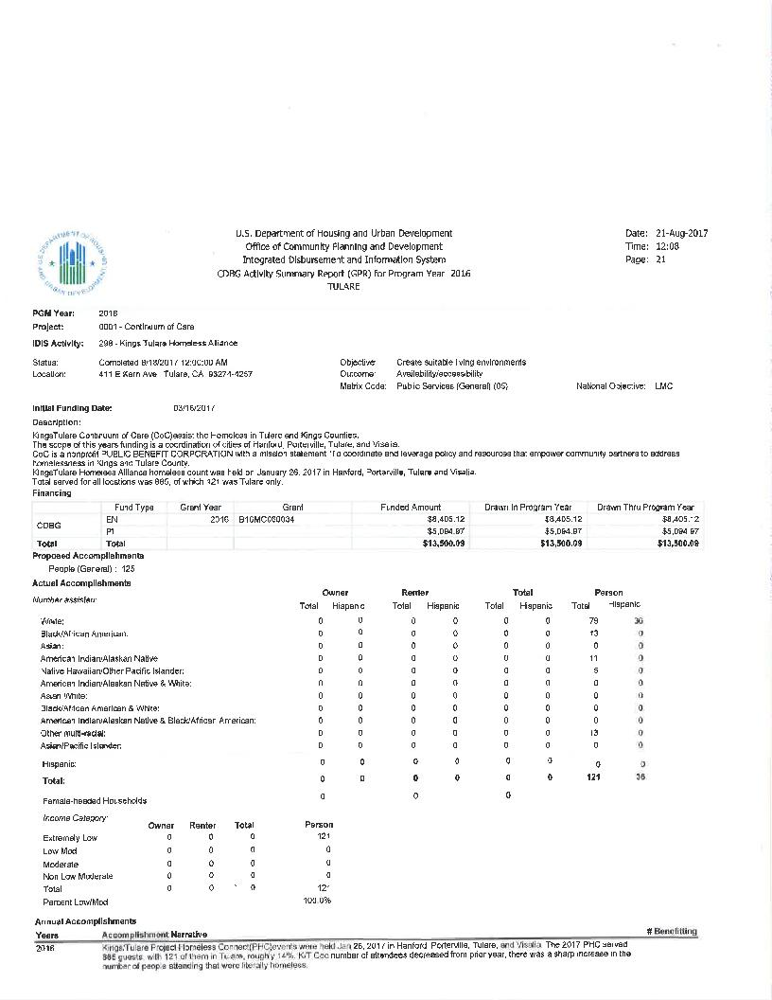 U.S. Department of Housing and Urban Development
Office of Community Planning and Development
Integrated Disbursement and Information System
CDBG Activity Summary Report (GPR) for Program Year 2016
TULARE
Date: 21-Aug-2017
Time: 12:08
Page: 21
PGM Year: 2016
Project: 0001 - Continuum of Care
IDIS Activity: 298 - Kings Tulare Homeless Alliance
Status: Completed 8/18/2017 12:00:00 AM
Location: 411 E Kern Ave Tulare, CA 93274-4257
Objective: Create suitable living environments
Outcome: Availability/accessibility
Matrix Code: Public Services (General) (05) National Objective: LMC
Initial Funding Date: 03/16/2017
Description:
KingsTulare Continuum of Care (CoC)assist the Homeless in Tulare and Kings Counties.
The scope of this years funding is a coordination of cities of Hanford, Porterville, Tulare, and Visalia.
CoC is a nonprofit PUBLIC BENEFIT CORPORATION with a mission statement 'To coordinate and leverage policy and resources that empower community partners to address
homelessness in Kings and Tulare County.
KingsTulare Homeless Alliance homeless count was held on January 26, 2017 in Hanford, Porterville, Tulare and Visalia.
Total served for all locations was 885, of which 121 was Tulare only.
Financing
Fund Type Grant Year Grant Funded Amount Drawn In Program Year Drawn Thru Program Year
CDBG EN 2016 B16MC060034 $8,405.12 $8,405.12 $8,405.12
PI $5,094.97 $5,094.97 $5,094.97
Total Total $13,500.09 $13,500.09 $13,500.09
Proposed Accomplishments
People (General) : 125
Actual Accomplishments
Number assisted: Owner Renter Total Person
Total Hispanic Total Hispanic Total Hispanic Total Hispanic
White: 0 0 0 0 0 0 79 36
Black/African American: 0 0 0 0 0 0 13 0
Asian: 0 0 0 0 0 0 0 0
American Indian/Alaskan Native 0 0 0 0 0 0 11 0
Native Hawaiian/Other Pacific Islander: 0 0 0 0 0 0 5 0
American Indian/Alaskan Native & White: 0 0 0 0 0 0 0 0
Asian White: 0 0 0 0 0 0 0 0
Black/African American & White: 0 0 0 0 0 0 0 0
American Indian/Alaskan Native & Black/African American: 0 0 0 0 0 0 0 0
Other multi-racial: 0 0 0 0 0 0 13 0
Asian/Pacific Islander: 0 0 0 0 0 0 0 0
Hispanic: 0 0 0 0 0 0 0 0
Total: 0 0 0 0 0 0 121 36
Female-headed Households 0 0 0
Income Category:
Owner Renter Total Person
Extremely Low 0 0 0 121
Low Mod 0 0 0 0
Moderate 0 0 0 0
Non Low Moderate 0 0 0 0
Total 0 0 0 121
Percent Low/Mod 100.0%
Annual Accomplishments
Years Accomplishment Narrative # Benefitting
2016 Kings/Tulare Project Homeless Connect(PHC)events were held Jan 26, 2017 in Hanford, Porterville, Tulare, and Visalia. The 2017 PHC served
885 guests, with 121 of them in Tulare, roughly 14%. K/T Coc number of attendees decreased from prior year, there was a sharp increase in the
number of people attending that were literally homeless.